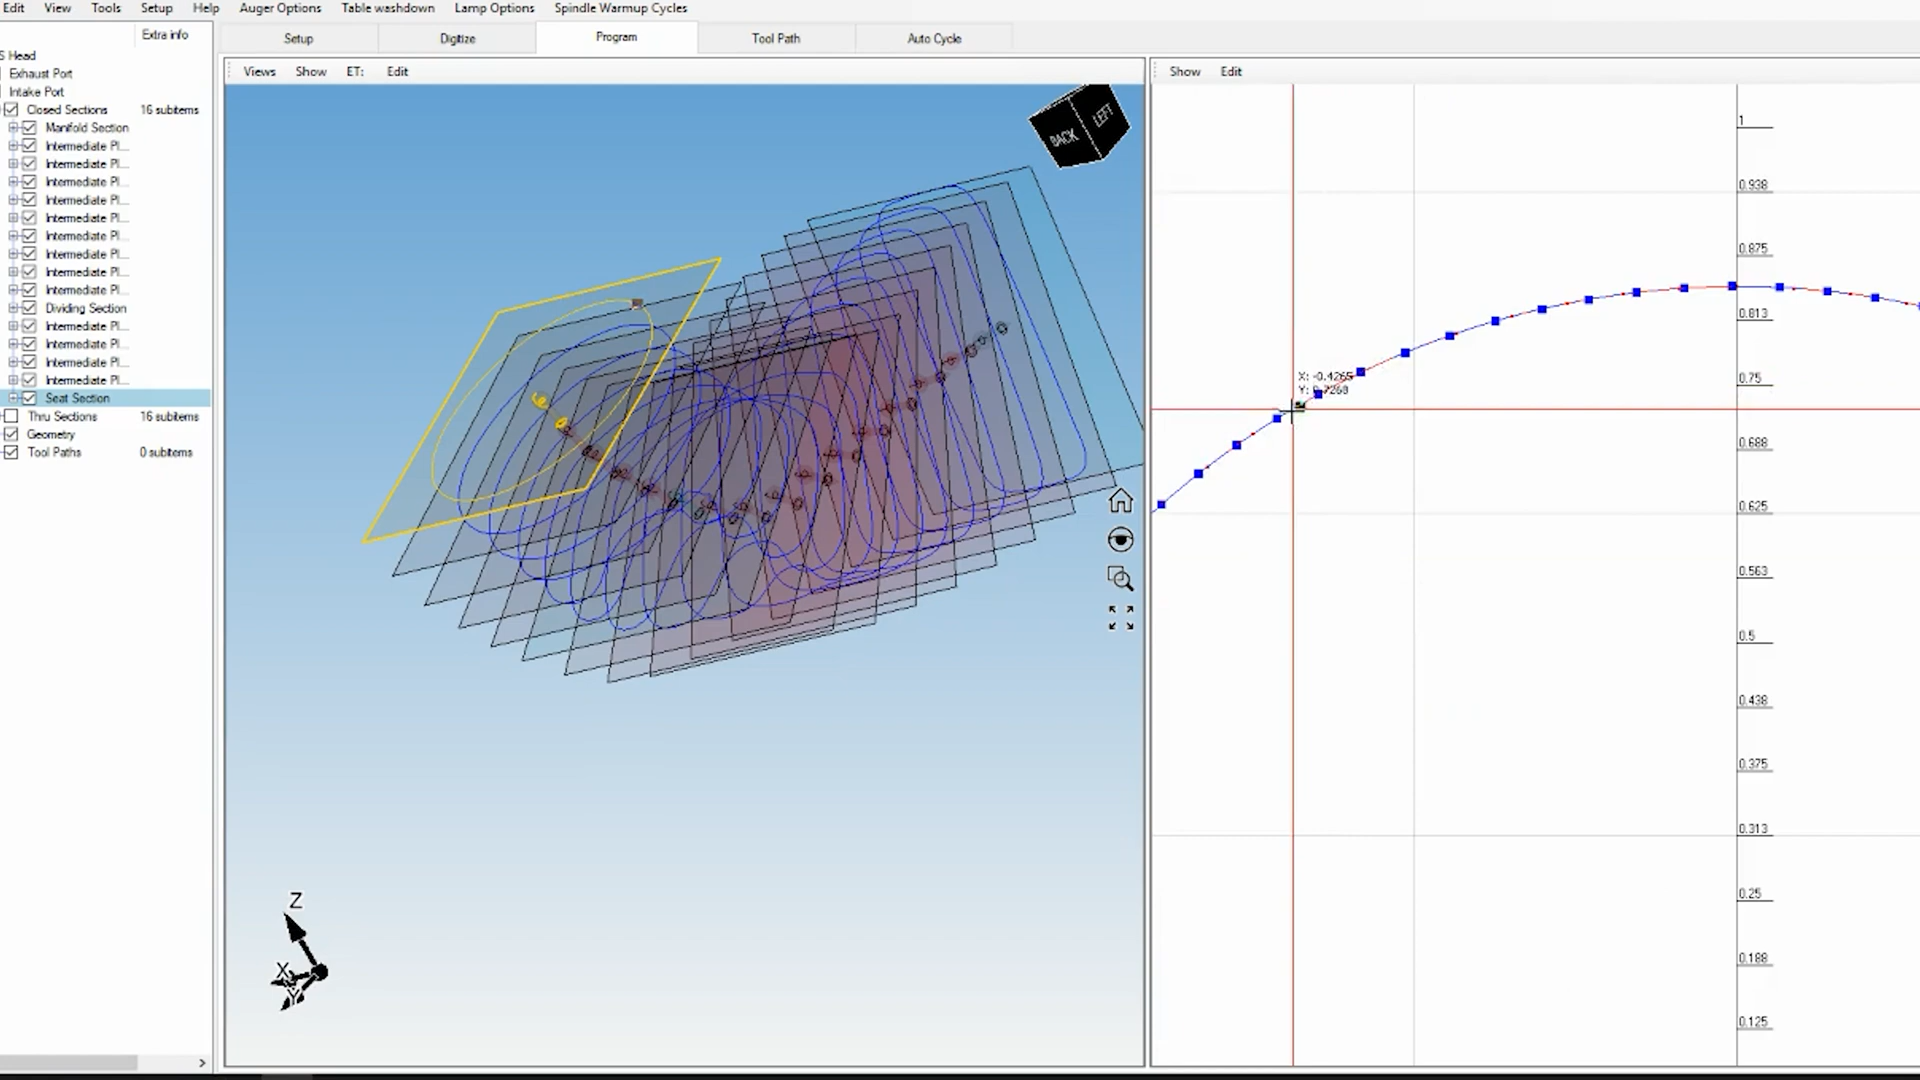 Edit View Tools Setup Help Auger Options Table washdown Lamp Options Spindle Warmup Cycles
Extra info
S Head
Exhaust Port
Intake Port
Closed Sections 16 subitems
Manifold Section
Intermediate Pl...
Intermediate Pl...
Intermediate Pl...
Intermediate Pl...
Intermediate Pl...
Intermediate Pl...
Intermediate Pl...
Intermediate Pl...
Intermediate Pl...
Dividing Section
Intermediate Pl...
Intermediate Pl...
Intermediate Pl...
Intermediate Pl...
Seat Section
Thru Sections 16 subitems
Geometry
Tool Paths 0 subitems
Setup Digitize Program Tool Path Auto Cycle
Views Show ET: Edit
BACK LEFT
Z
X
Y
Show Edit
X: -0.4265
Y: 0.7268
1
0.938
0.875
0.813
0.75
0.688
0.625
0.563
0.5
0.438
0.375
0.313
0.25
0.188
0.125